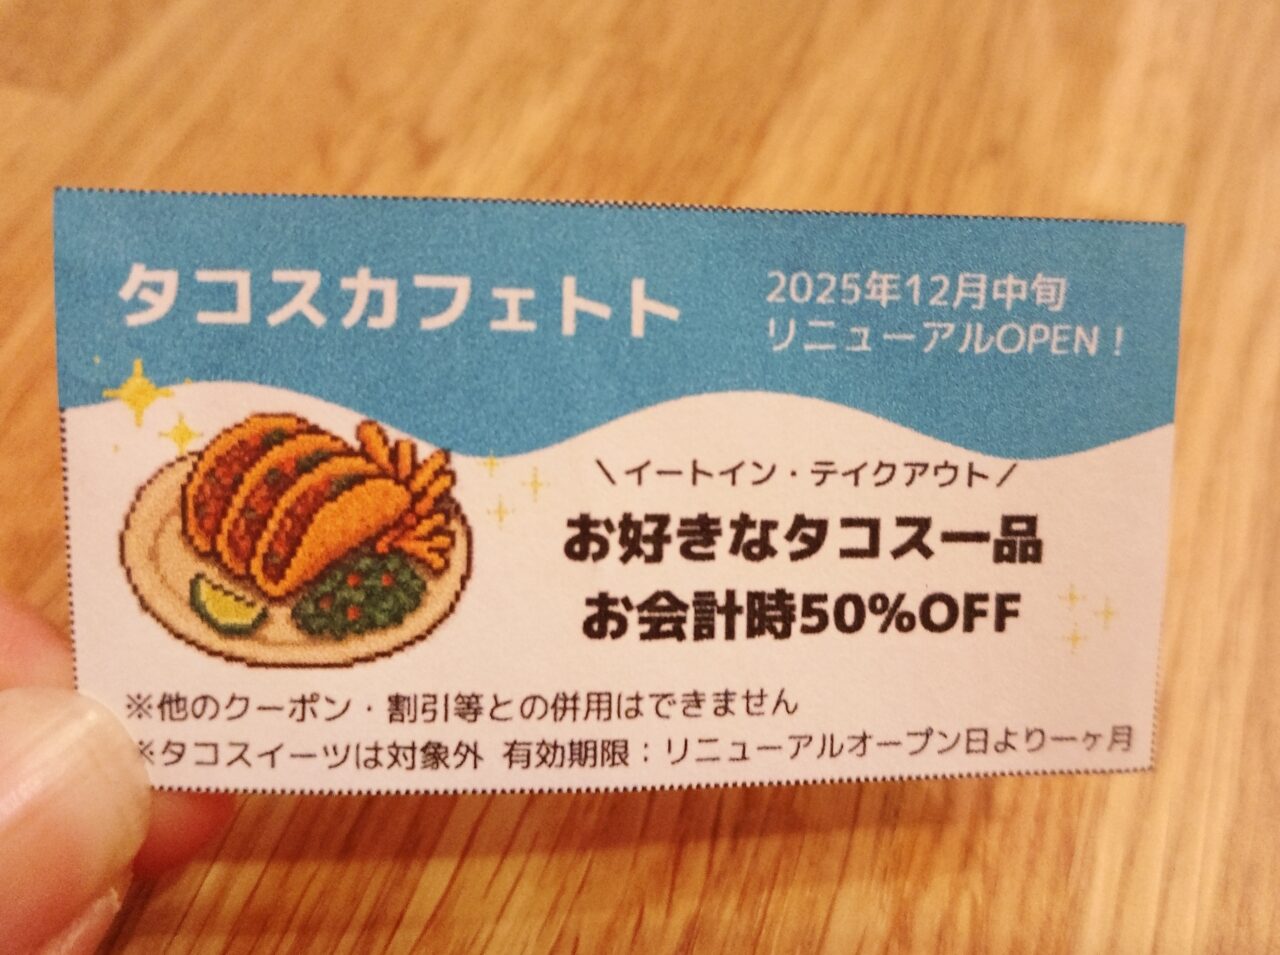 タコスカフェトト
2025年12月中旬
リニューアルOPEN！
\イートイン・テイクアウト/
お好きなタコス一品
お会計時50%OFF
※他のクーポン・割引等との併用はできません
※タコスイーツは対象外 有効期限：リニューアルオープン日より一ヶ月